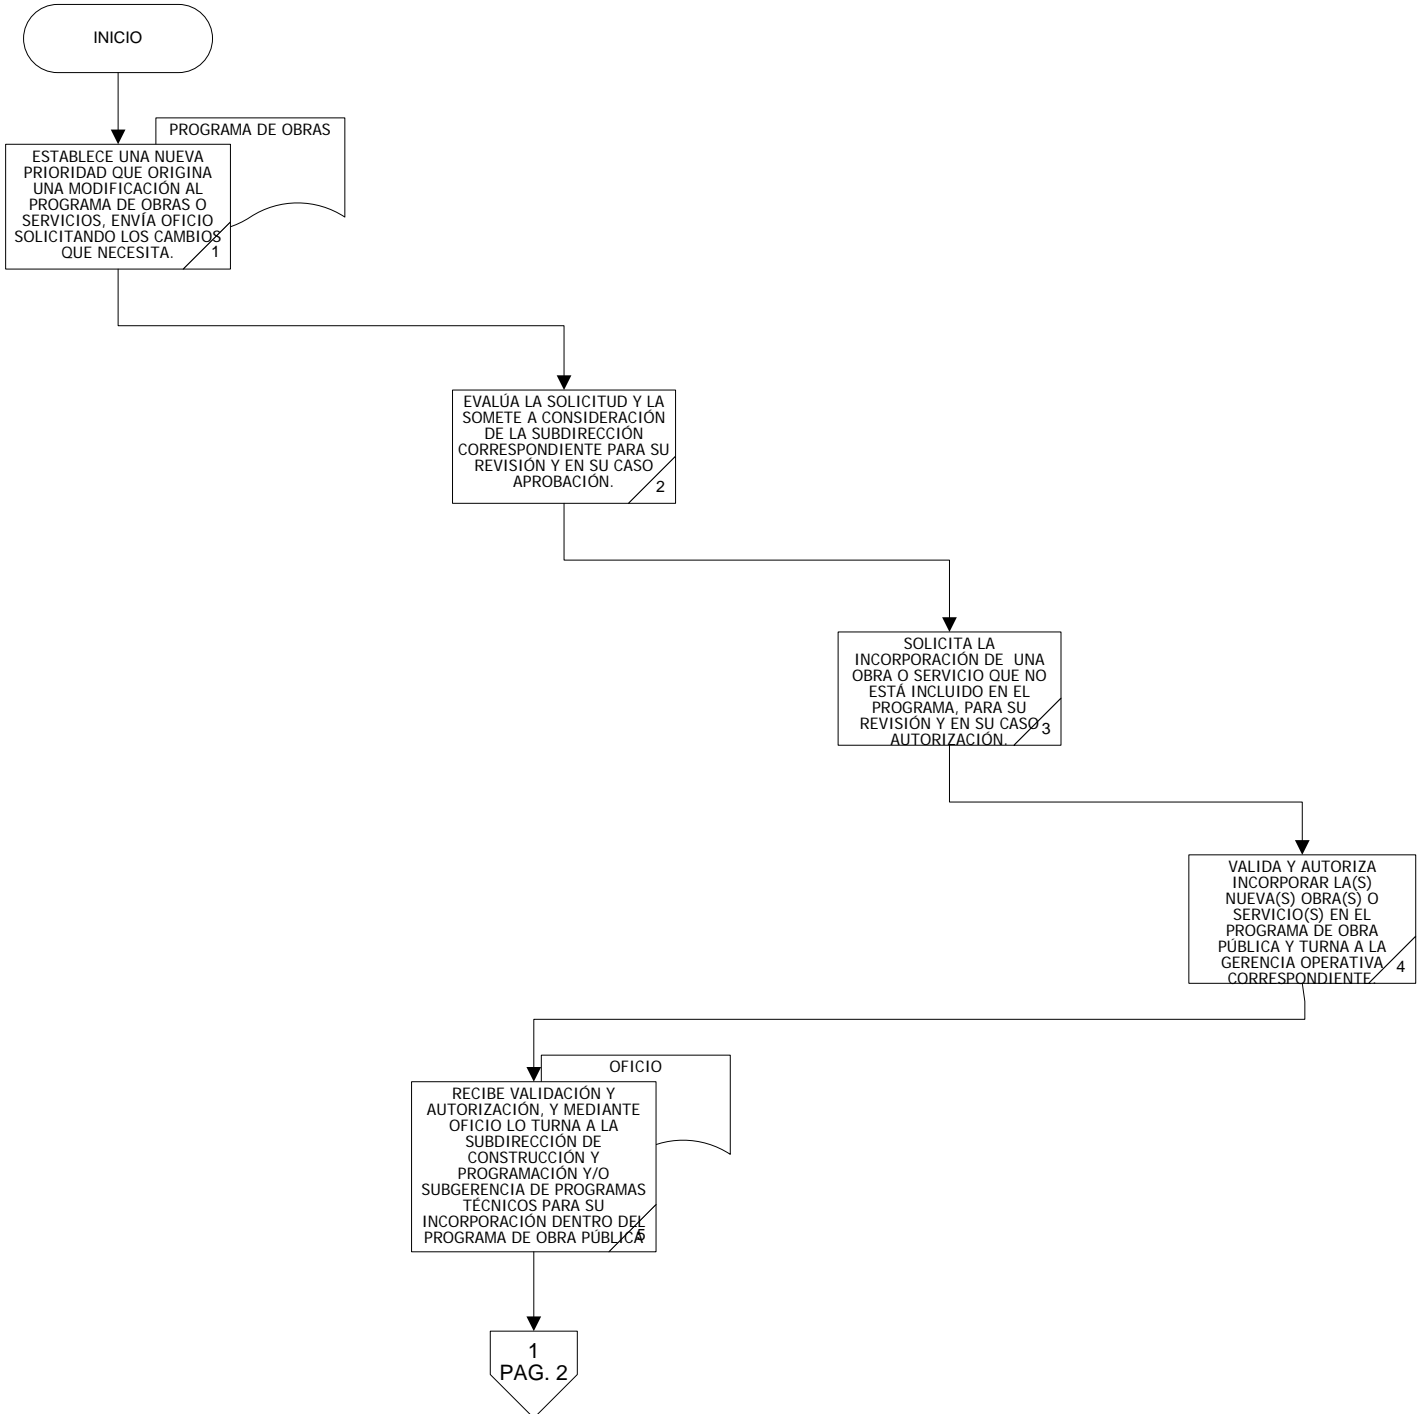 INICIO
PROGRAMA DE OBRAS
ESTABLECE UNA NUEVA
PRIORIDAD QUE ORIGINA
UNA MODIFICACIÓN AL
PROGRAMA DE OBRAS O
SERVICIOS, ENVÍA OFICIO
SOLICITANDO LOS CAMBIOS
QUE NECESITA.
1
EVALÚA LA SOLICITUD Y LA
SOMETE A CONSIDERACIÓN
DE LA SUBDIRECCIÓN
CORRESPONDIENTE PARA SU
REVISIÓN Y EN SU CASO
APROBACIÓN.
2
SOLICITA LA
INCORPORACIÓN DE UNA
OBRA O SERVICIO QUE NO
ESTÁ INCLUIDO EN EL
PROGRAMA, PARA SU
REVISIÓN Y EN SU CASO
AUTORIZACIÓN.
3
VALIDA Y AUTORIZA
INCORPORAR LA(S)
NUEVA(S) OBRA(S) O
SERVICIO(S) EN EL
PROGRAMA DE OBRA
PÚBLICA Y TURNA A LA
GERENCIA OPERATIVA
CORRESPONDIENTE.
4
OFICIO
RECIBE VALIDACIÓN Y
AUTORIZACIÓN, Y MEDIANTE
OFICIO LO TURNA A LA
SUBDIRECCIÓN DE
CONSTRUCCIÓN Y
PROGRAMACIÓN Y/O
SUBGERENCIA DE PROGRAMAS
TÉCNICOS PARA SU
INCORPORACIÓN DENTRO DEL
PROGRAMA DE OBRA PÚBLICA
5
1
PAG. 2